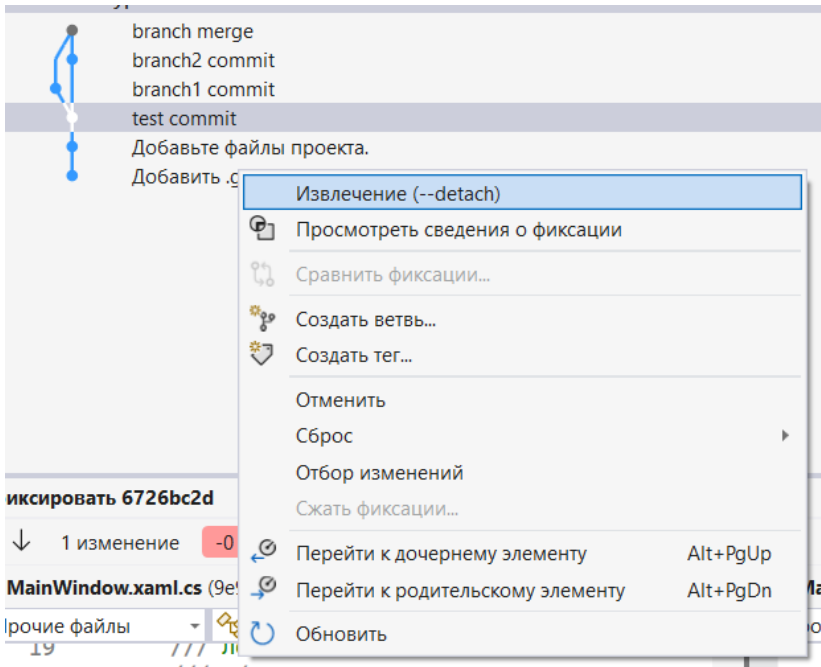 branch merge
branch2 commit
branch1 commit
test commit
Добавьте файлы проекта.
Добавить .g
Извлечение (--detach)
Просмотреть сведения о фиксации
Сравнить фиксации...
Создать ветвь...
Создать тег...
Отменить
Сброс
Отбор изменений
Сжать фиксации...
Перейти к дочернему элементу Alt+PgUp
Перейти к родительскому элементу Alt+PgDn
Обновить
иксировать 6726bc2d
1 изменение -0
MainWindow.xaml.cs (9e
рочие файлы
19 ///